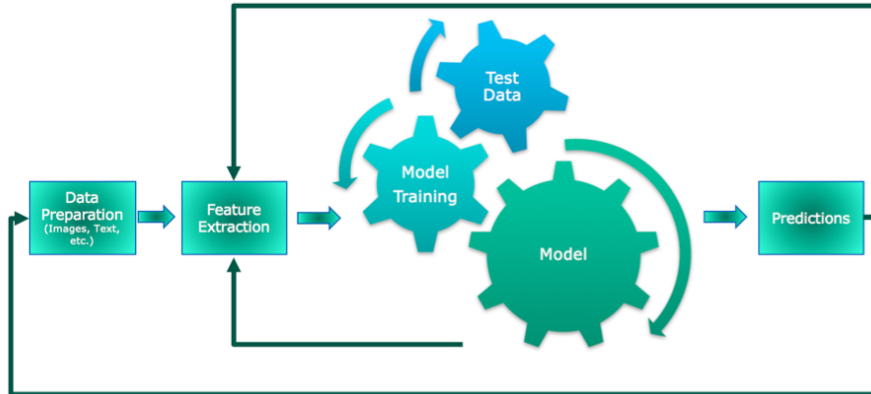 Data
Preparation
(Images, Text,
etc.)
Feature
Extraction
Test
Data
Model
Training
Model
Predictions